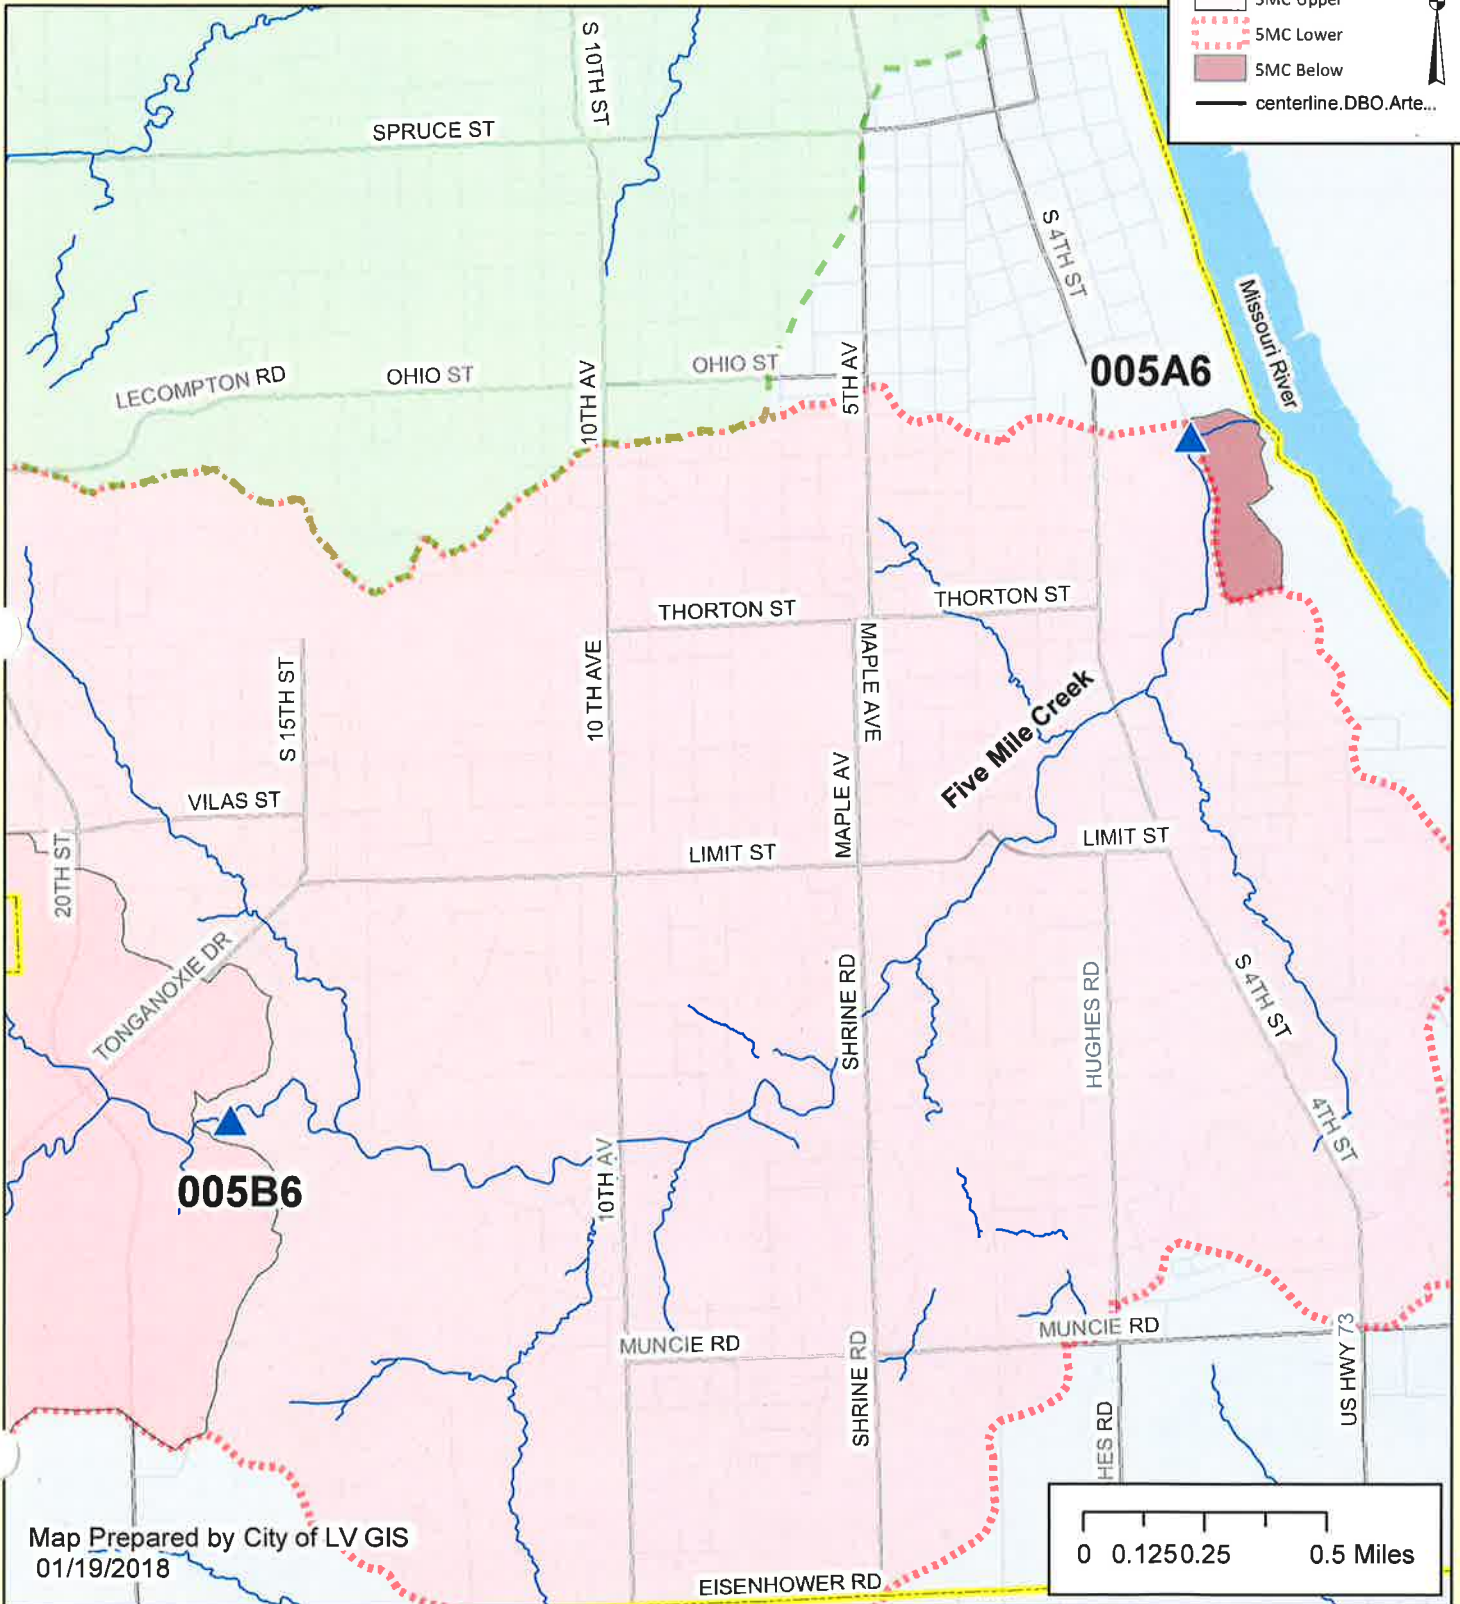 5MC Upper
5MC Lower
5MC Below
centerline.DBO.Arte...
S 10TH ST
SPRUCE ST
S 4TH ST
Missouri River
005A6
LECOMPTON RD
OHIO ST
OHIO ST
10TH AV
5TH AV
THORTON ST
THORTON ST
S 15TH ST
10 TH AVE
MAPLE AVE
Five Mile Creek
VILAS ST
MAPLE AV
LIMIT ST
LIMIT ST
20TH ST
TONGANOXIE DR
SHRINE RD
HUGHES RD
S 4TH ST
4TH ST
005B6
10TH AV
MUNCIE RD
MUNCIE RD
SHRINE RD
HES RD
US HWY 73
Map Prepared by City of LV GIS
01/19/2018
EISENHOWER RD
0 0.125 0.25 0.5 Miles